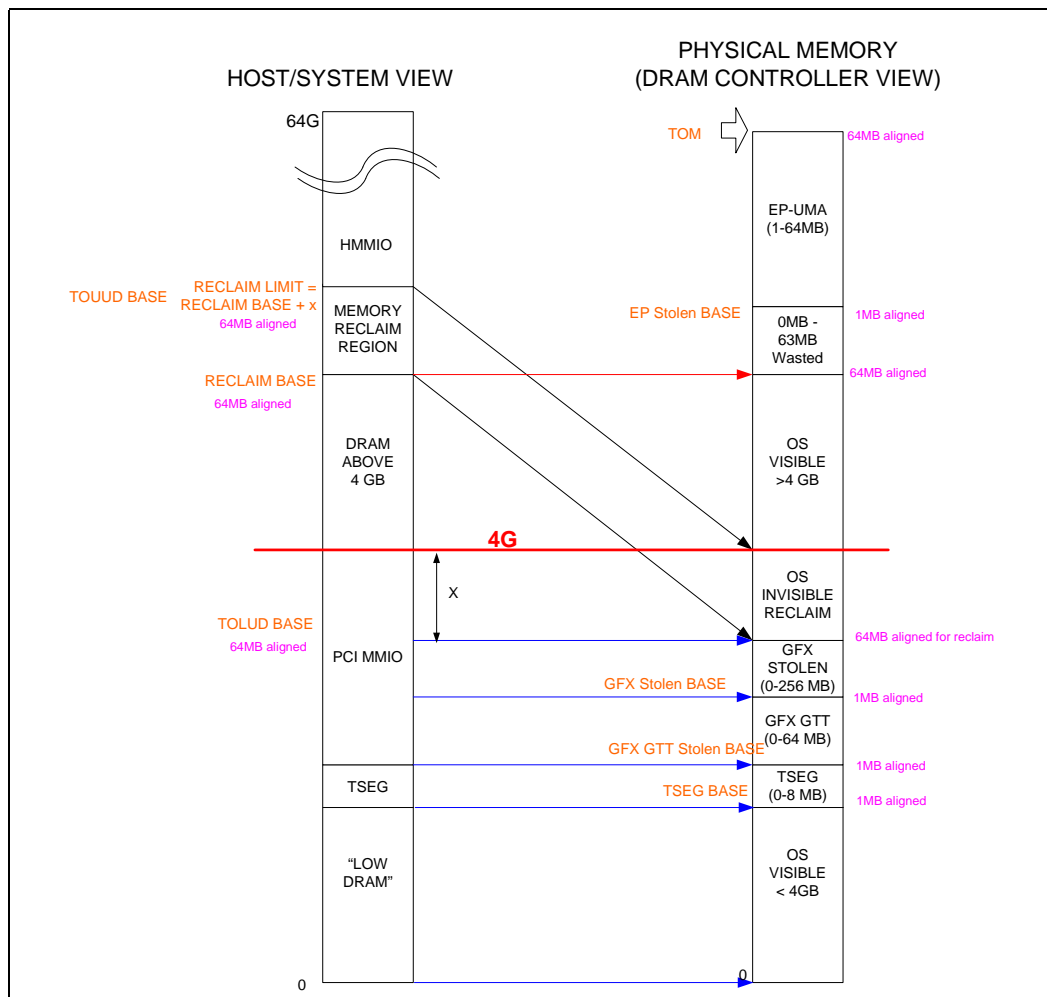 PHYSICAL MEMORY
(DRAM CONTROLLER VIEW)
HOST/SYSTEM VIEW
64G
TOM
64MB aligned
EP-UMA
(1-64MB)
HMMIO
TOUUD BASE
RECLAIM LIMIT =
RECLAIM BASE + x
64MB aligned
MEMORY
RECLAIM
REGION
EP Stolen BASE
1MB aligned
0MB -
63MB
Wasted
RECLAIM BASE
64MB aligned
64MB aligned
DRAM
ABOVE
4 GB
OS
VISIBLE
>4 GB
4G
X
OS
INVISIBLE
RECLAIM
TOLUD BASE
64MB aligned
64MB aligned for reclaim
PCI MMIO
GFX
STOLEN
(0-256 MB)
GFX Stolen BASE
1MB aligned
GFX GTT
(0-64 MB)
GFX GTT Stolen BASE
1MB aligned
TSEG
TSEG
(0-8 MB)
TSEG BASE
1MB aligned
“LOW
DRAM”
OS
VISIBLE
< 4GB
0
0